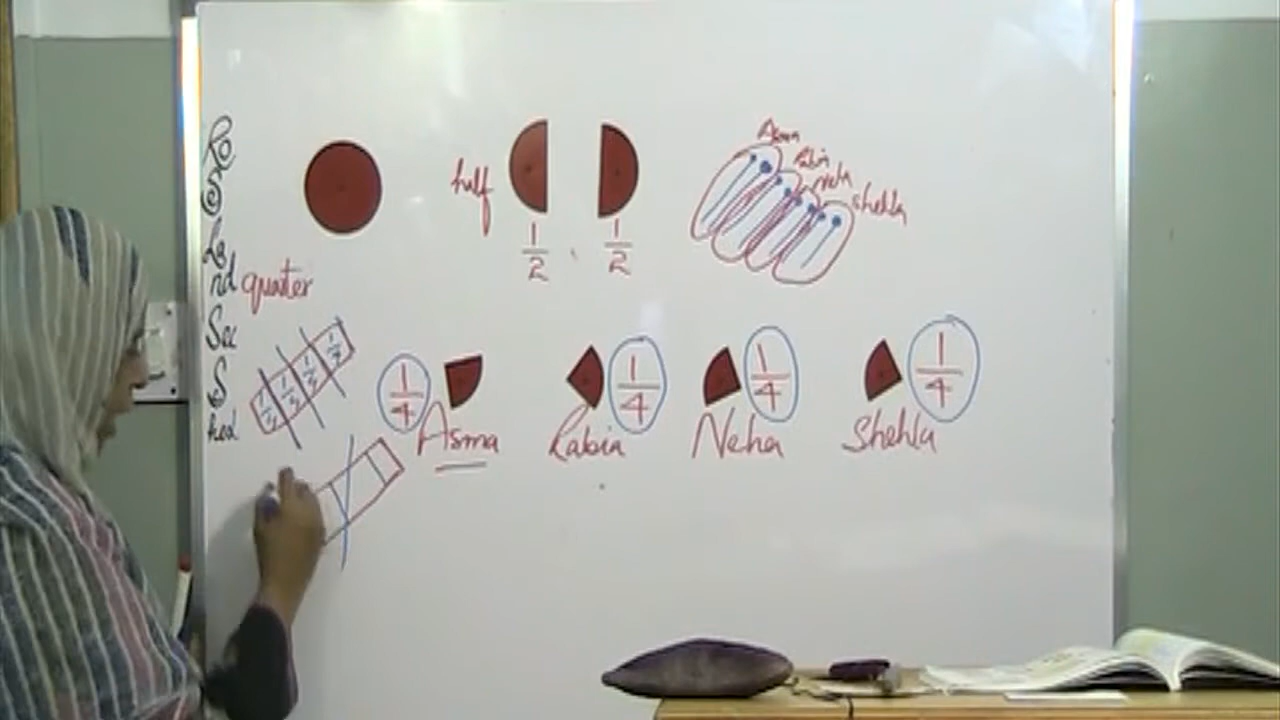 Asma
Rabia
Neha
Shehla
half
1/2 1/2
quarter
1/4 1/4 1/4 1/4
1/4 1/4 1/4 1/4
Asma Rabia Neha Shehla